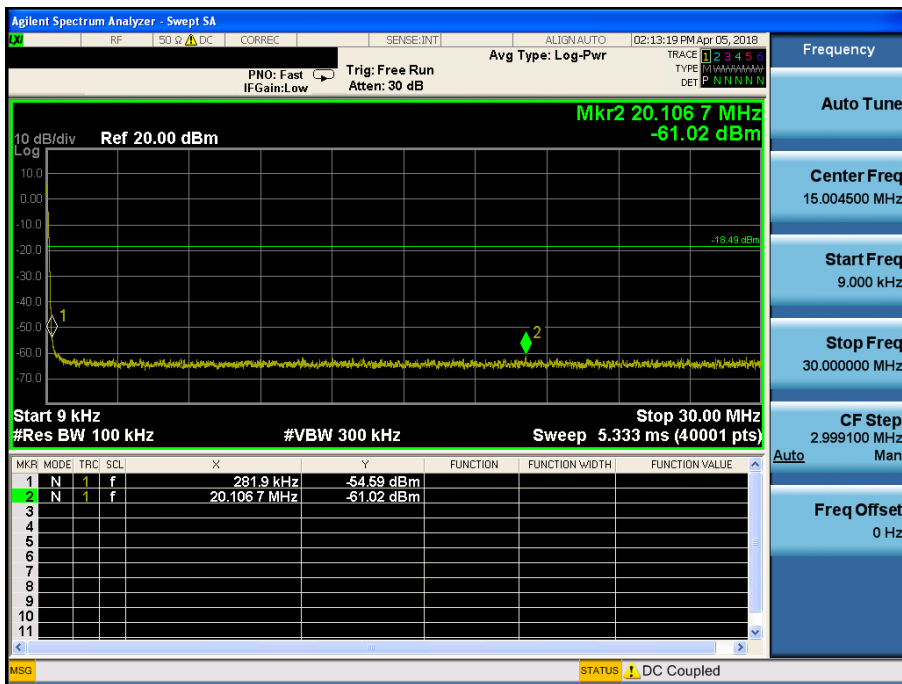 Agilent Spectrum Analyzer - Swept SA
LXI RF 50 Ω DC CORREC SENSE:INT ALIGN AUTO 02:13:19 PM Apr 05, 2018
Frequency
PNO: Fast
IFGain:Low
Trig: Free Run
Atten: 30 dB
Avg Type: Log-Pwr
TRACE 1 2 3 4 5 6
TYPE M
DET P N N N N N
Auto Tune
Mkr2 20.106 7 MHz
-61.02 dBm
10 dB/div Ref 20.00 dBm
Log
10.0
0.00
-10.0
-20.0
-30.0
-40.0
-50.0
-60.0
-70.0
-18.49 dBm
1
2
Center Freq
15.004500 MHz
Start Freq
9.000 kHz
Stop Freq
30.000000 MHz
Start 9 kHz Stop 30.00 MHz
#Res BW 100 kHz #VBW 300 kHz Sweep 5.333 ms (40001 pts)
CF Step
2.999100 MHz
Auto Man
MKR MODE TRC SCL X Y FUNCTION FUNCTION WIDTH FUNCTION VALUE
1 N 1 f 281.9 kHz -54.59 dBm
2 N 1 f 20.106 7 MHz -61.02 dBm
3
4
5
6
7
8
9
10
11
Freq Offset
0 Hz
MSG STATUS DC Coupled